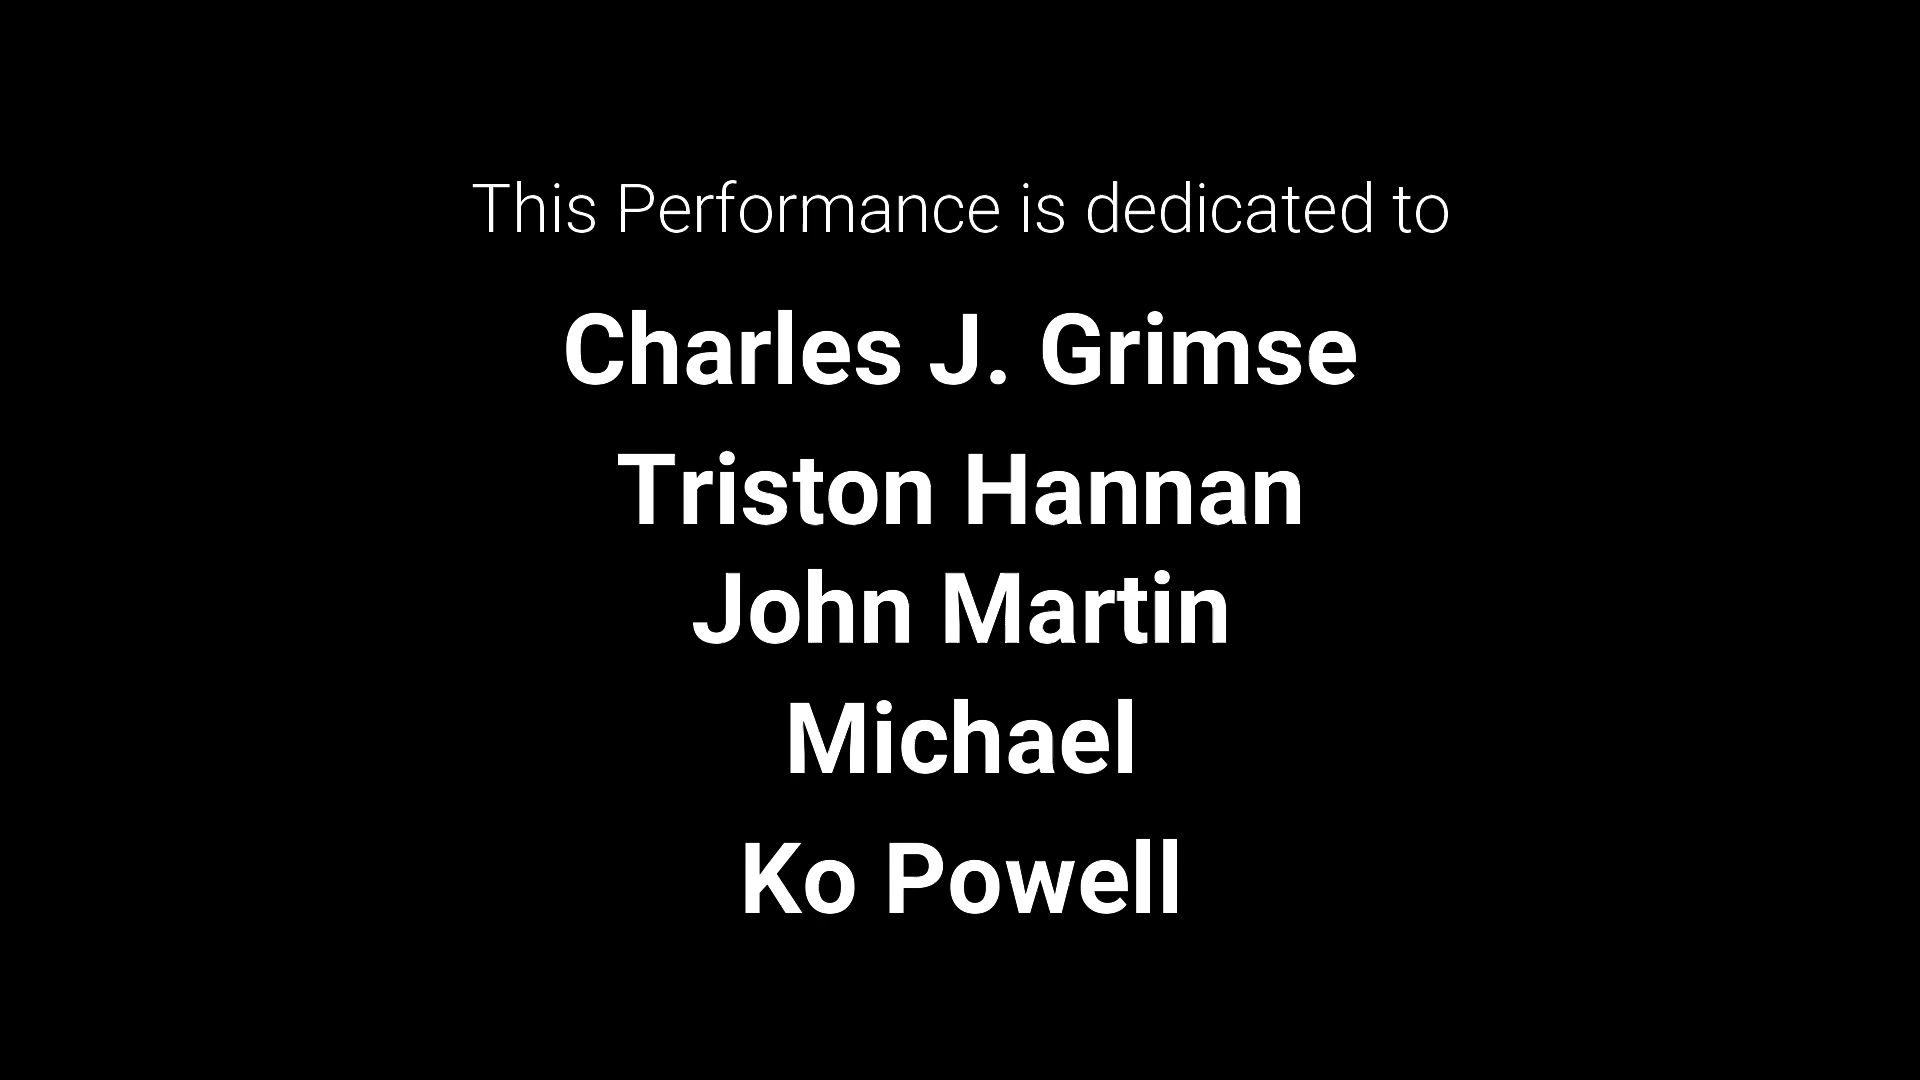 This Performance is dedicated to
Charles J. Grimse
Triston Hannan
John Martin
Michael
Ko Powell